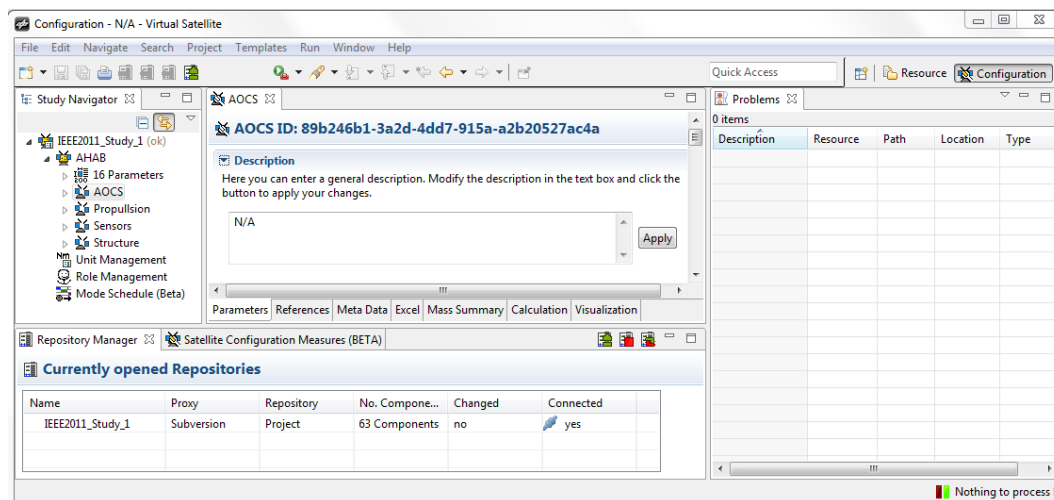 Configuration - N/A - Virtual Satellite
File Edit Navigate Search Project Templates Run Window Help
Quick Access
Resource
Configuration
Study Navigator
IEEE2011_Study_1 (ok)
AHAB
16 Parameters
AOCS
Propullsion
Sensors
Structure
Unit Management
Role Management
Mode Schedule (Beta)
AOCS
AOCS ID: 89b246b1-3a2d-4dd7-915a-a2b20527ac4a
Description
Here you can enter a general description. Modify the description in the text box and click the
button to apply your changes.
N/A
Apply
Parameters References Meta Data Excel Mass Summary Calculation Visualization
Problems
0 items
Description Resource Path Location Type
Repository Manager Satellite Configuration Measures (BETA)
Currently opened Repositories
Name Proxy Repository No. Compone... Changed Connected
IEEE2011_Study_1 Subversion Project 63 Components no yes
Nothing to process